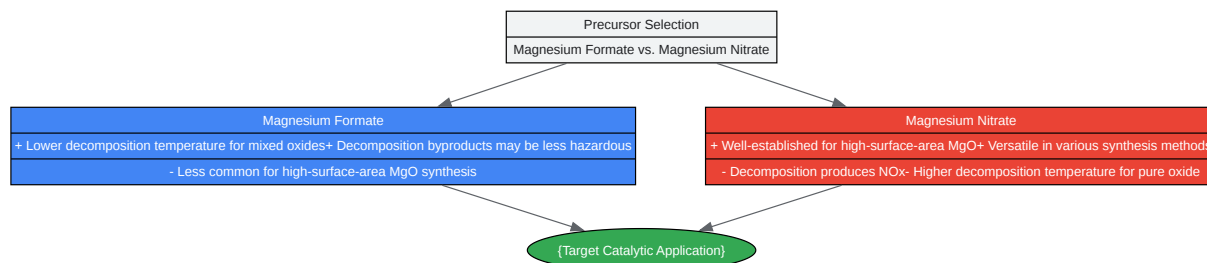 Precursor Selection
Magnesium Formate vs. Magnesium Nitrate
Magnesium Formate
+ Lower decomposition temperature for mixed oxides+ Decomposition byproducts may be less hazardous
- Less common for high-surface-area MgO synthesis
Magnesium Nitrate
+ Well-established for high-surface-area MgO+ Versatile in various synthesis methods
- Decomposition produces NOx- Higher decomposition temperature for pure oxide
{Target Catalytic Application}